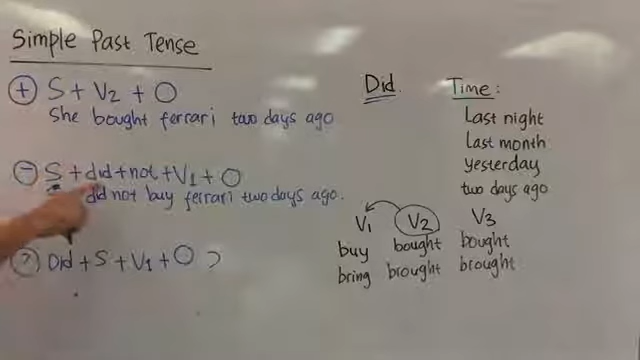 Simple Past Tense
(+) S + V2 + O
She bought ferrari two days ago
(-) S + did + not + V1 + O
did not buy ferrari two days ago.
(?) Did + S + V1 + O ?
Did.
Time:
Last night
Last month
yesterday
two days ago
V1 V2 V3
buy bought bought
bring brought brought